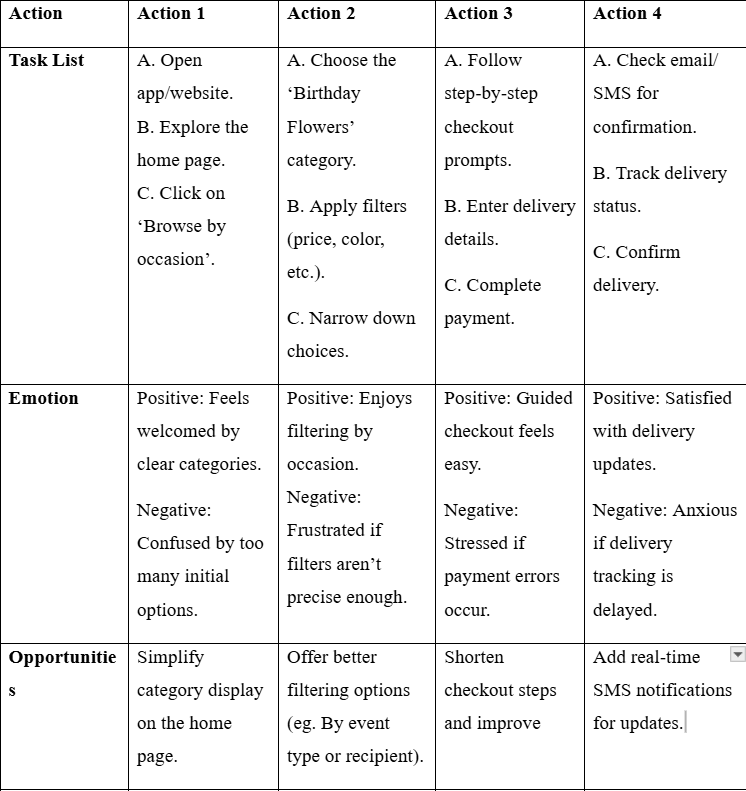 Action
Action 1
Action 2
Action 3
Action 4
Task List
A. Open
app/website.
B. Explore the
home page.
C. Click on
‘Browse by
occasion’.
A. Choose the
‘Birthday
Flowers’
category.
B. Apply filters
(price, color,
etc.).
C. Narrow down
choices.
A. Follow
step-by-step
checkout
prompts.
B. Enter delivery
details.
C. Complete
payment.
A. Check email/
SMS for
confirmation.
B. Track delivery
status.
C. Confirm
delivery.
Emotion
Positive: Feels
welcomed by
clear categories.
Negative:
Confused by too
many initial
options.
Positive: Enjoys
filtering by
occasion.
Negative:
Frustrated if
filters aren’t
precise enough.
Positive: Guided
checkout feels
easy.
Negative:
Stressed if
payment errors
occur.
Positive: Satisfied
with delivery
updates.
Negative: Anxious
if delivery
tracking is
delayed.
Opportunitie
s
Simplify
category display
on the home
page.
Offer better
filtering options
(eg. By event
type or recipient).
Shorten
checkout steps
and improve
Add real-time
SMS notifications
for updates.